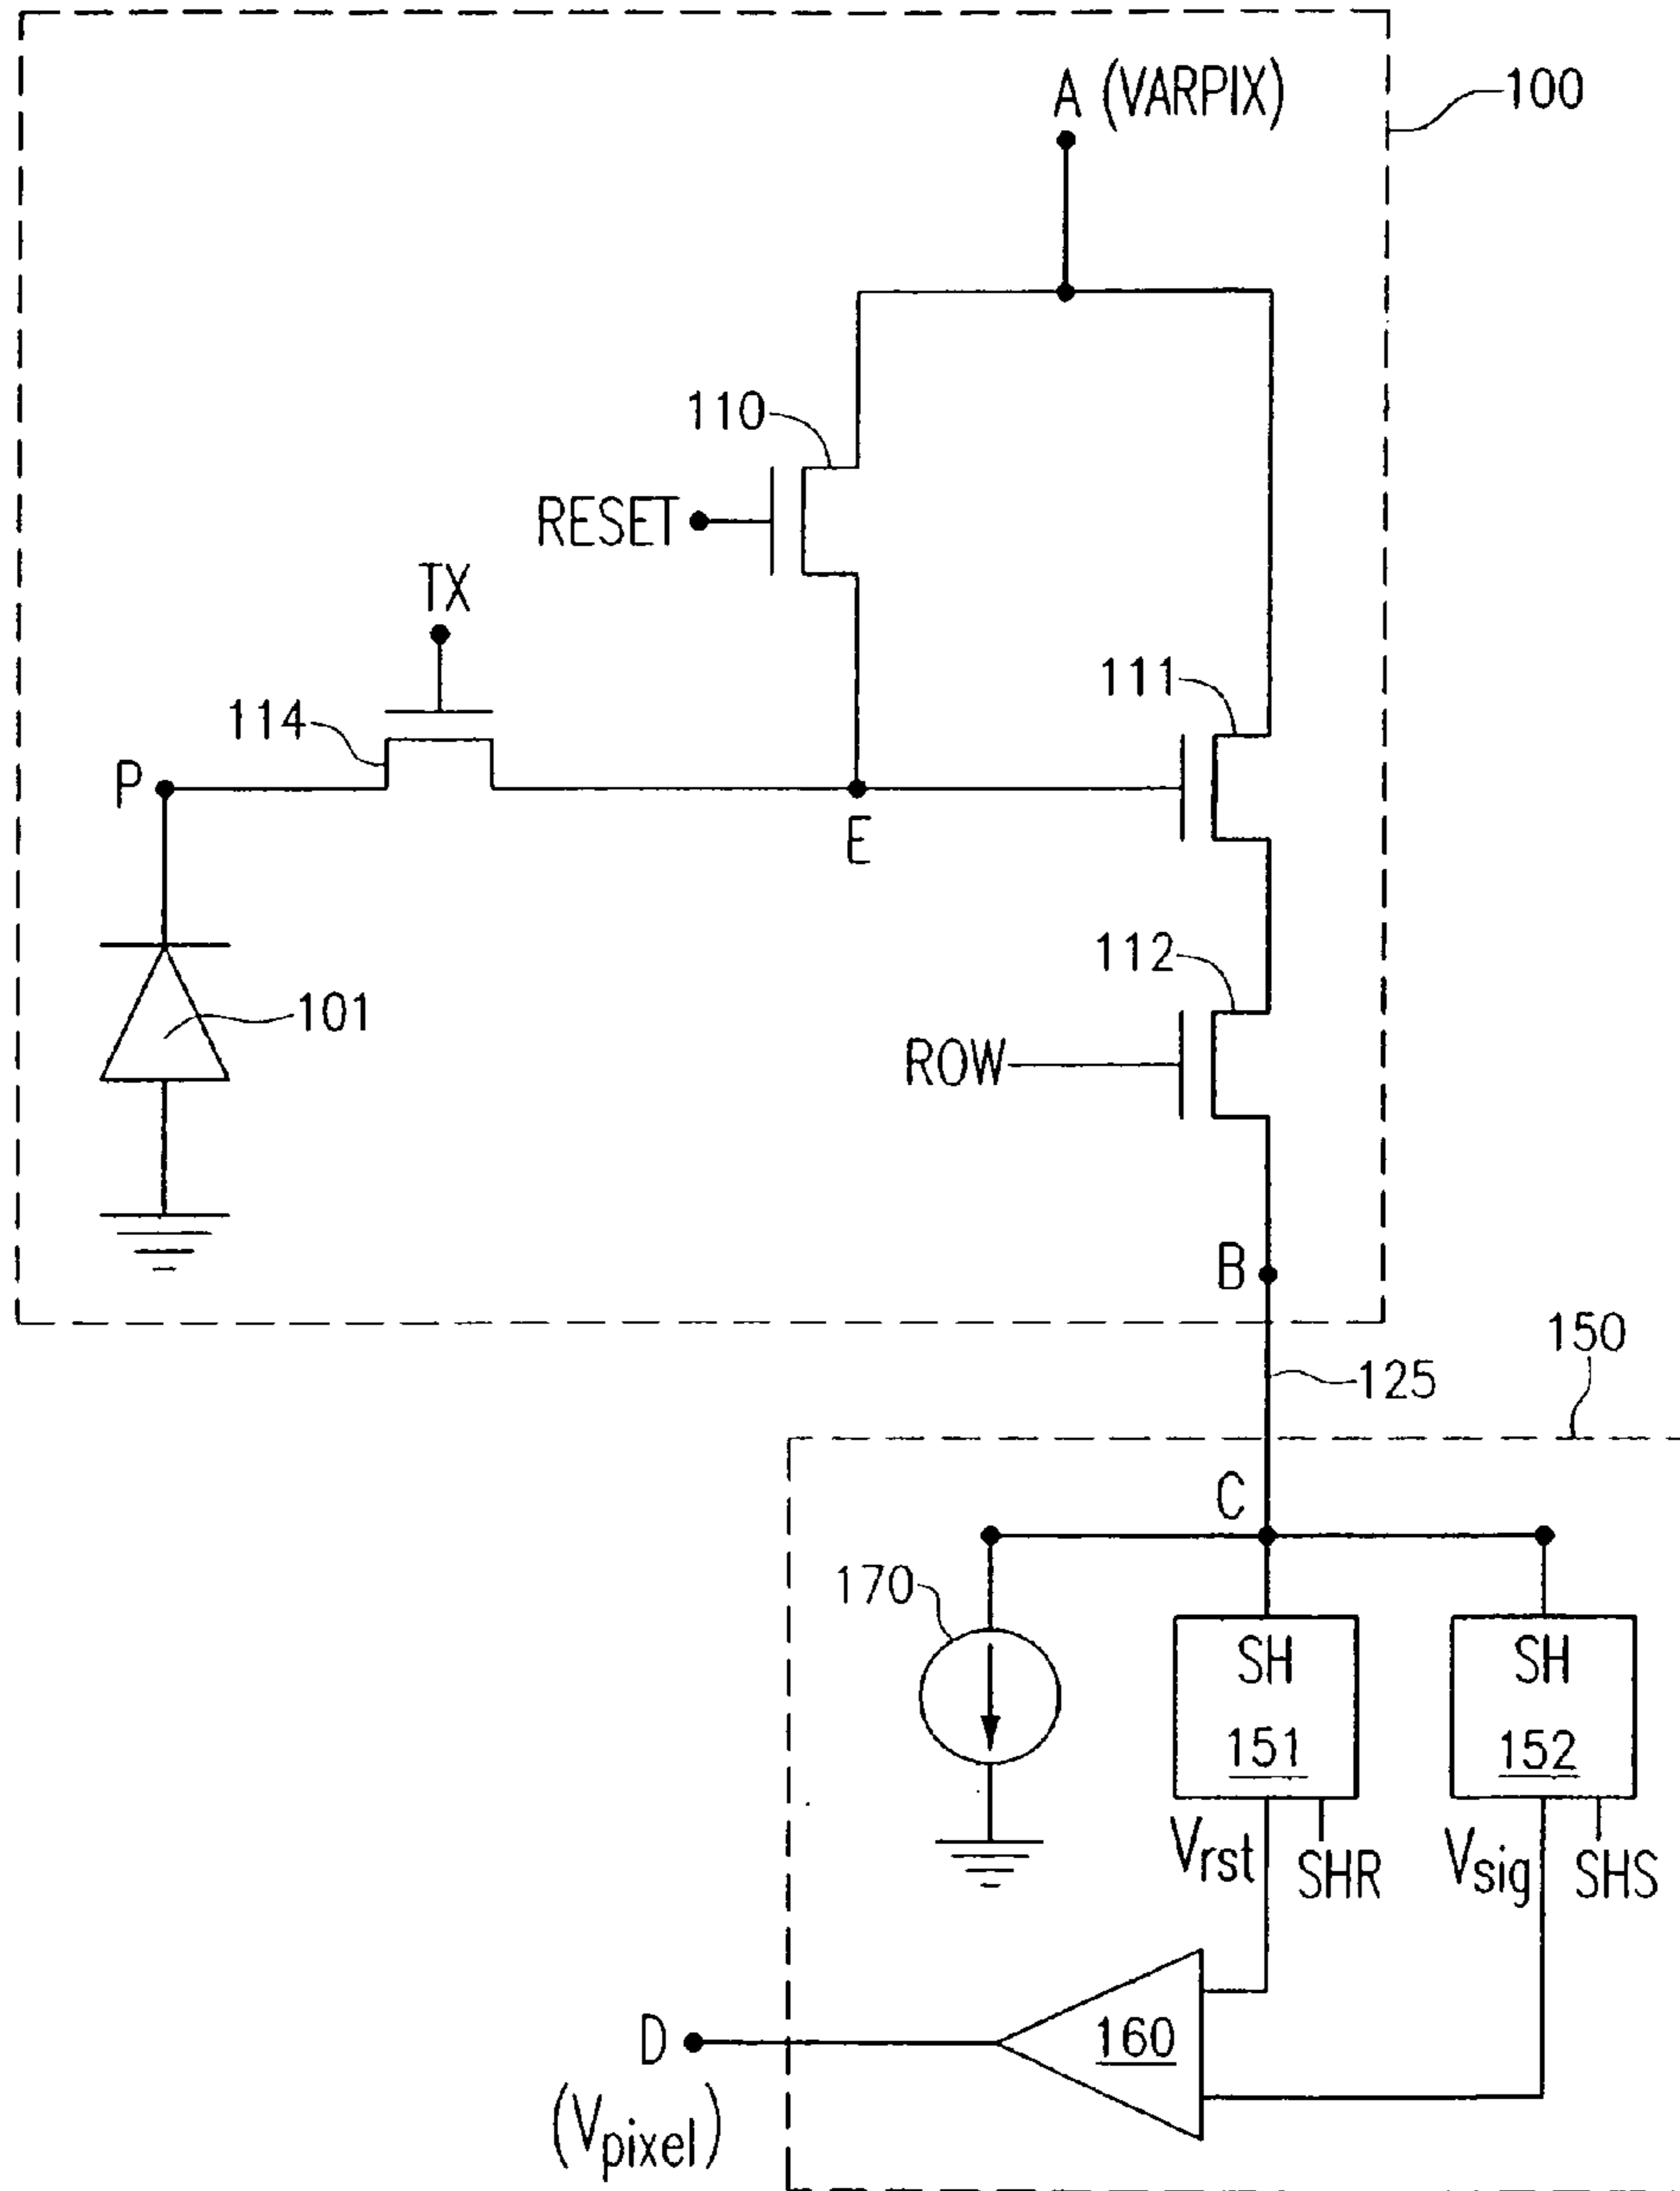 A (VARPIX)
100
110
RESET
TX
114
111
P
E
112
101
ROW
B
150
125
C
170
SH
151
SH
152
Vrst
SHR
Vsig
SHS
D
160
(Vpixel)